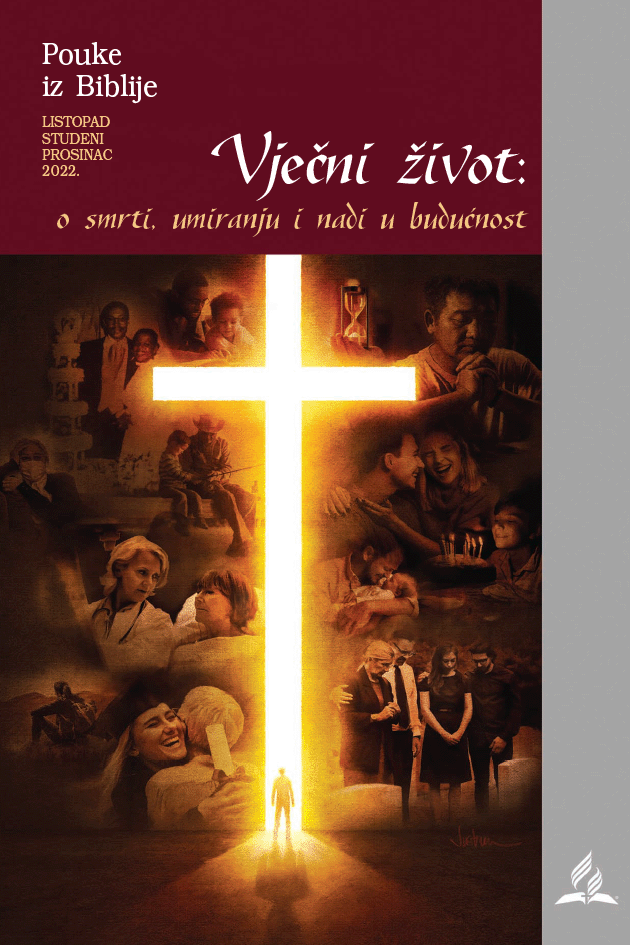 Pouke
iz Biblije
LISTOPAD
STUDENI
PROSINAC
2022.
Vječni život:
o smrti, umiranju i nadi u budućnost